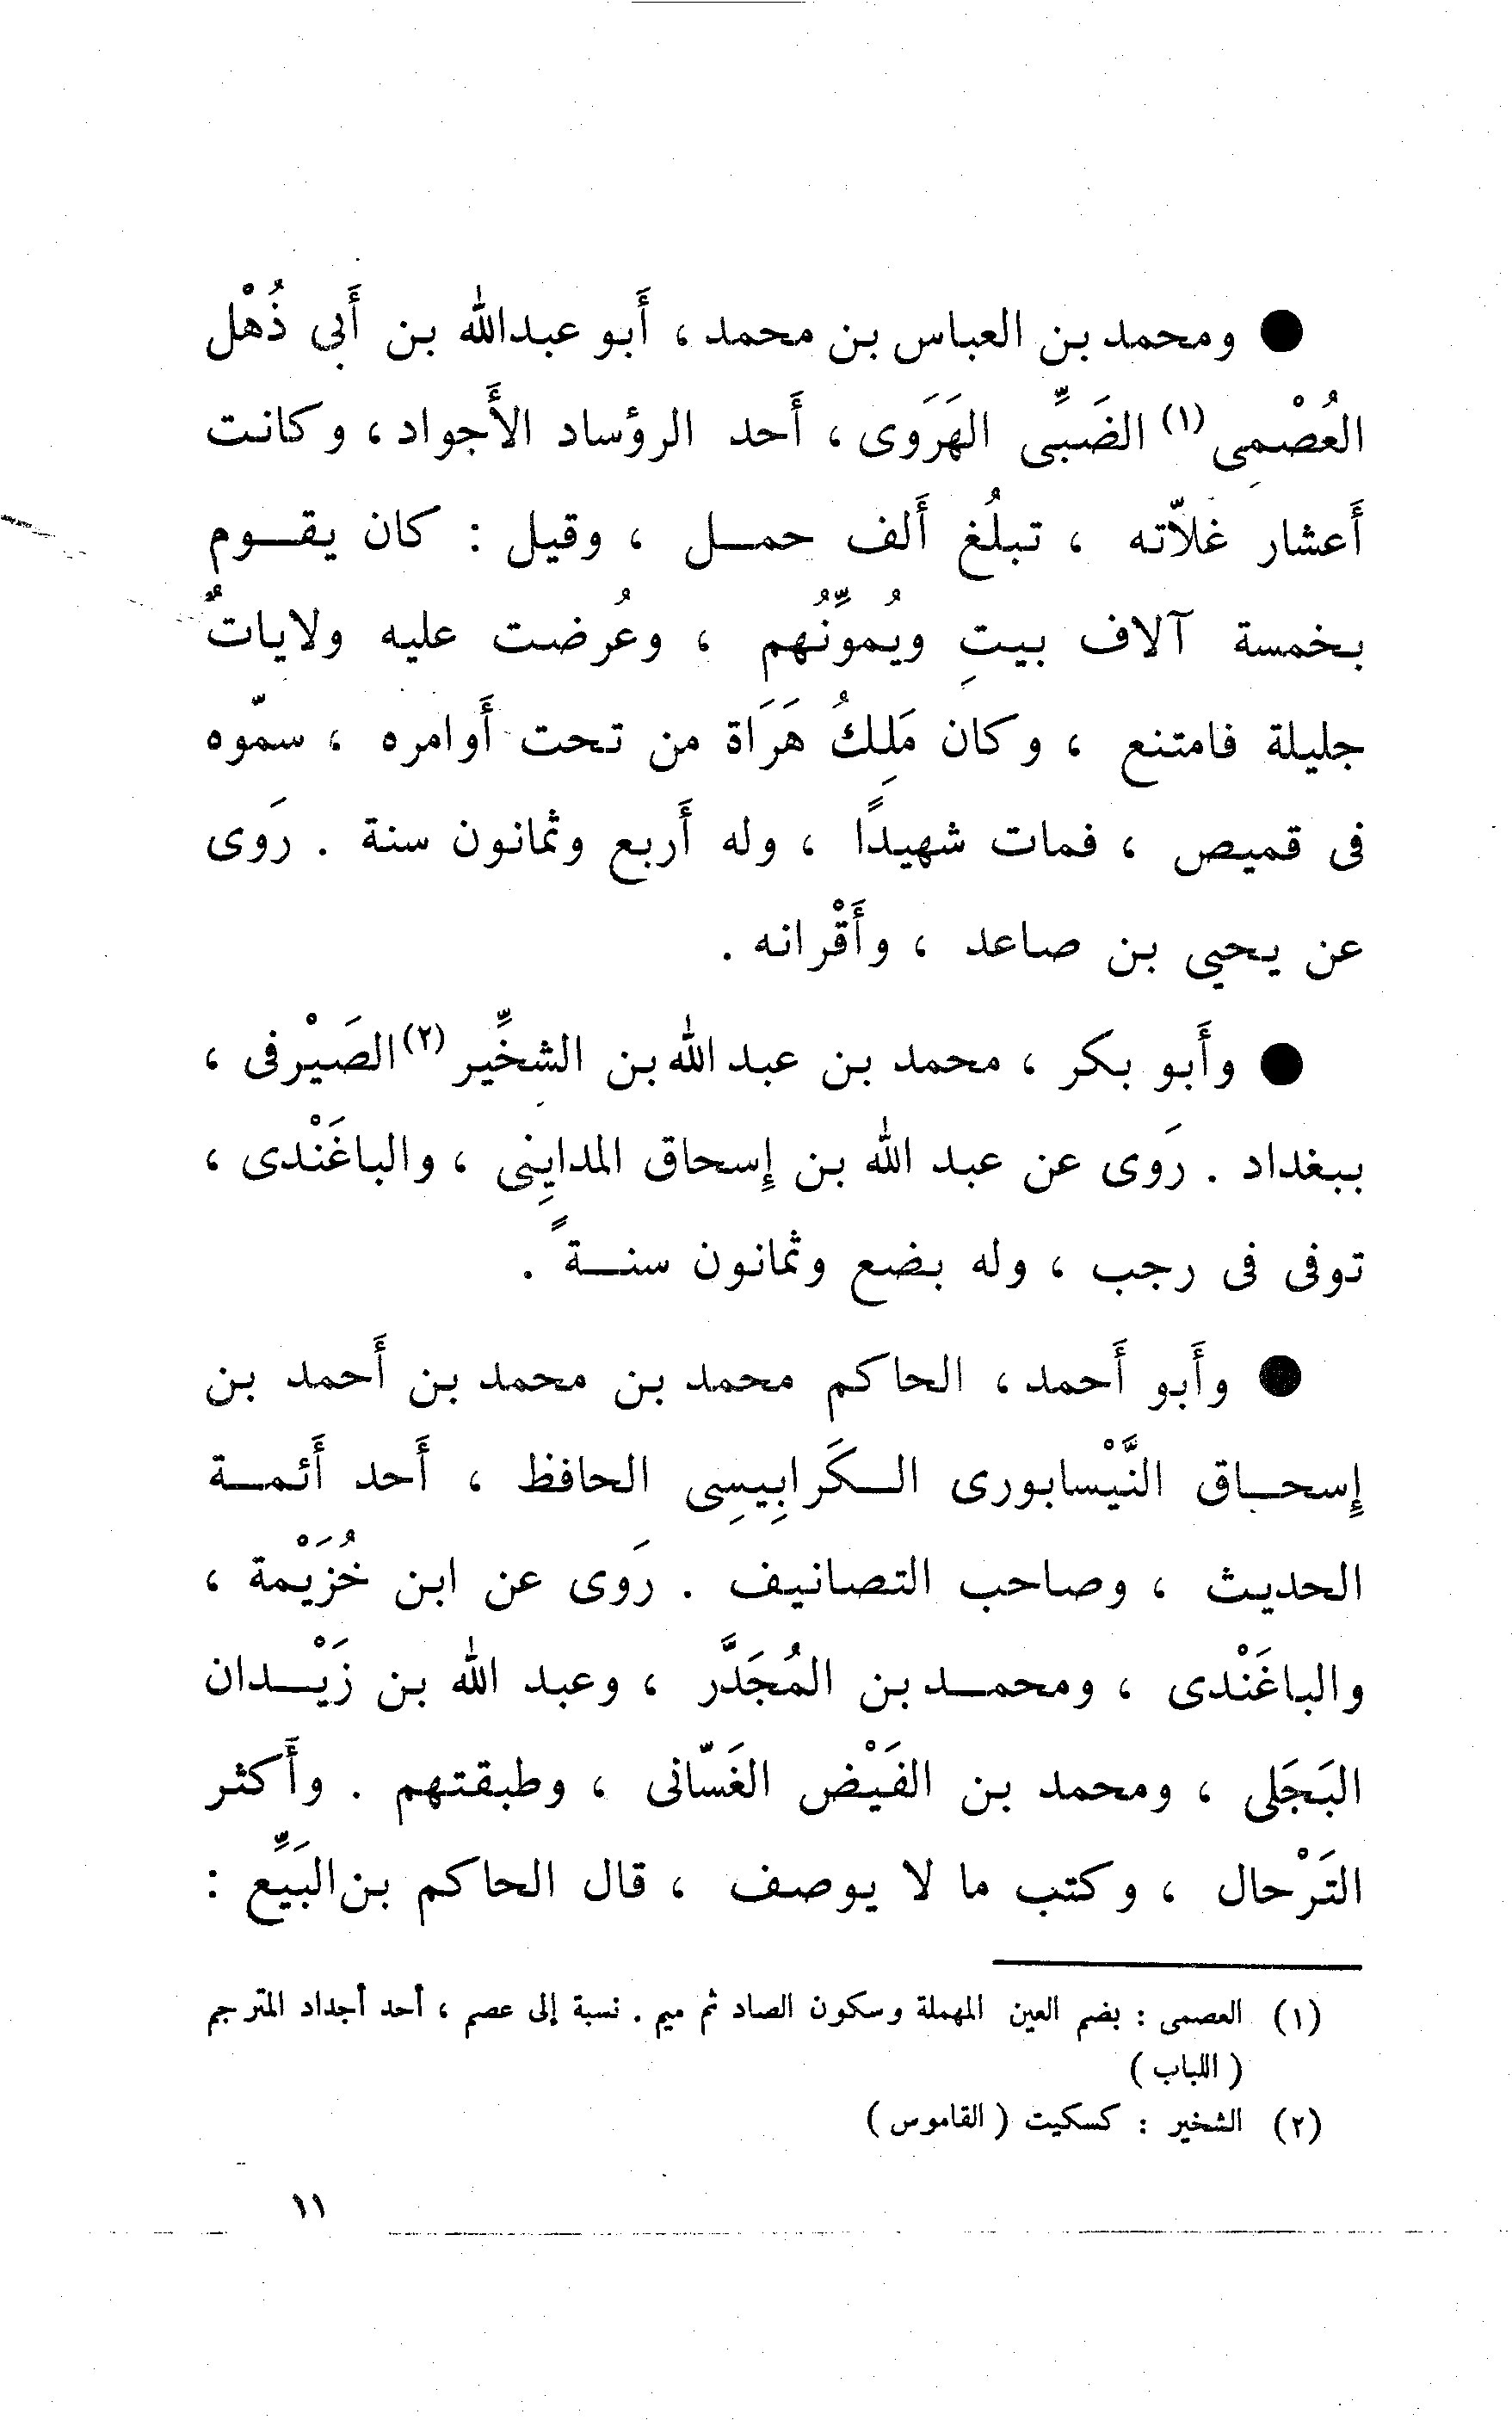 ● ومحمد بن العباس بن محمد ، أَبو عبدالله بن أَبى ذُهْل
العُصْمِى (١) الضَبِّى الهَرَوى ، أَحد الرؤساد الأَجواد ، وكانت
أَعشار غلاّته ، تبلُغ أَلف حمل ، وقيل : كان يقوم
بخمسة آلاف بيتِ ويُموِّنُهم ، وعُرضت عليه ولاياتٌ
جليلة فامتنع ، وكان مَلِكُ هَرَاة من تحت أَوامره ، سمّوه
فى قميص ، فمات شهيدًا ، وله أَربع وثمانون سنة . رَوى
عن يحيى بن صاعد ، وأَقْرانه .
● وأَبو بكر ، محمد بن عبد الله بن الشخِّير (٢) الصَيْرفى ،
ببغداد . رَوى عن عبد الله بن إِسحاق المدايِنى ، والباغَنْدى ،
توفى فى رجب ، وله بضع وثمانون سنةً .
● وأَبو أَحمد ، الحاكم محمد بن محمد بن أَحمد بن
إِسحاق النَّيْسابورى الكَرابِيسِى الحافظ ، أَحد أَئمة
الحديث ، وصاحب التصانيف . رَوى عن ابن خُزَيْمة ،
والباغَنْدى ، ومحمد بن المُجَدَّر ، وعبد الله بن زَيْدان
البَجَلى ، ومحمد بن الفَيْض الغَسّانى ، وطبقتهم . وأَكثر
التَرْحال ، وكتب ما لا يوصف ، قال الحاكم بن البَيِّع :
(١) العصمى : بضم العين المهملة وسكون الصاد ثم ميم . نسبة إلى عصم ، أحد أجداد المترجم
( اللباب )
(٢) الشخير : كسكيت ( القاموس )
١١